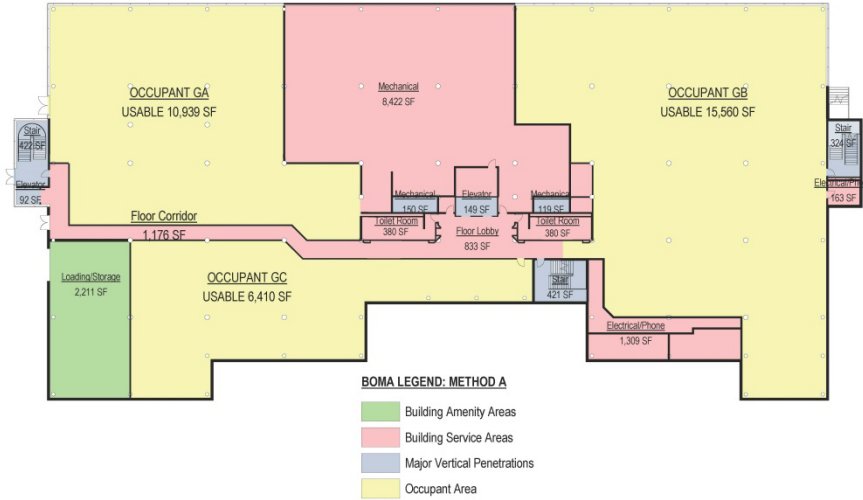 OCCUPANT GA
USABLE 10,939 SF
Mechanical
8,422 SF
OCCUPANT GB
USABLE 15,560 SF
Stair
422 SF
Stair
324 SF
Elevator
92 SF
Electrical/Pho
163 SF
Mechanical
150 SF
Elevator
149 SF
Mechanical
119 SF
Floor Corridor
1,176 SF
Toilet Room
380 SF
Floor Lobby
833 SF
Toilet Room
380 SF
Loading/Storage
2,211 SF
OCCUPANT GC
USABLE 6,410 SF
Stair
421 SF
Electrical/Phone
1,309 SF
BOMA LEGEND: METHOD A
Building Amenity Areas
Building Service Areas
Major Vertical Penetrations
Occupant Area